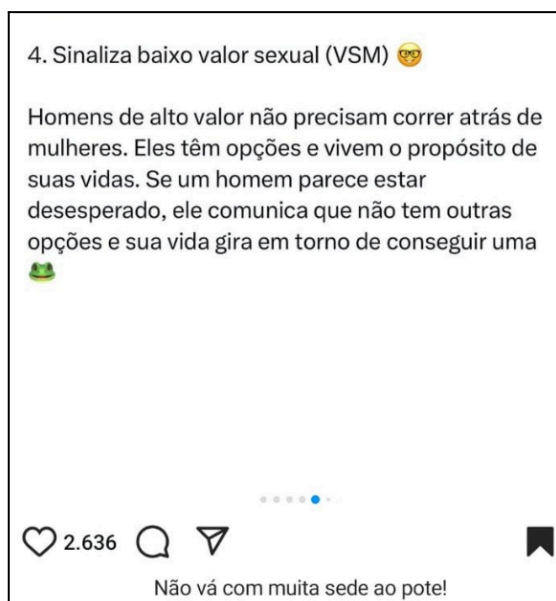 4. Sinaliza baixo valor sexual (VSM) 🤓
Homens de alto valor não precisam correr atrás de
mulheres. Eles têm opções e vivem o propósito de
suas vidas. Se um homem parece estar
desesperado, ele comunica que não tem outras
opções e sua vida gira em torno de conseguir uma
🐸
2.636
Não vá com muita sede ao pote!